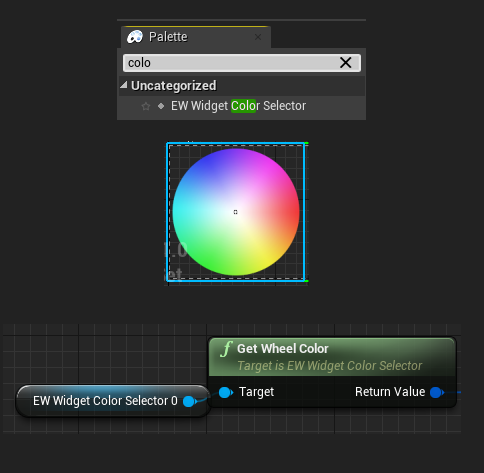 Palette
colo
Uncategorized
EW Widget Color Selector
Get Wheel Color
Target is EW Widget Color Selector
EW Widget Color Selector 0
Target
Return Value